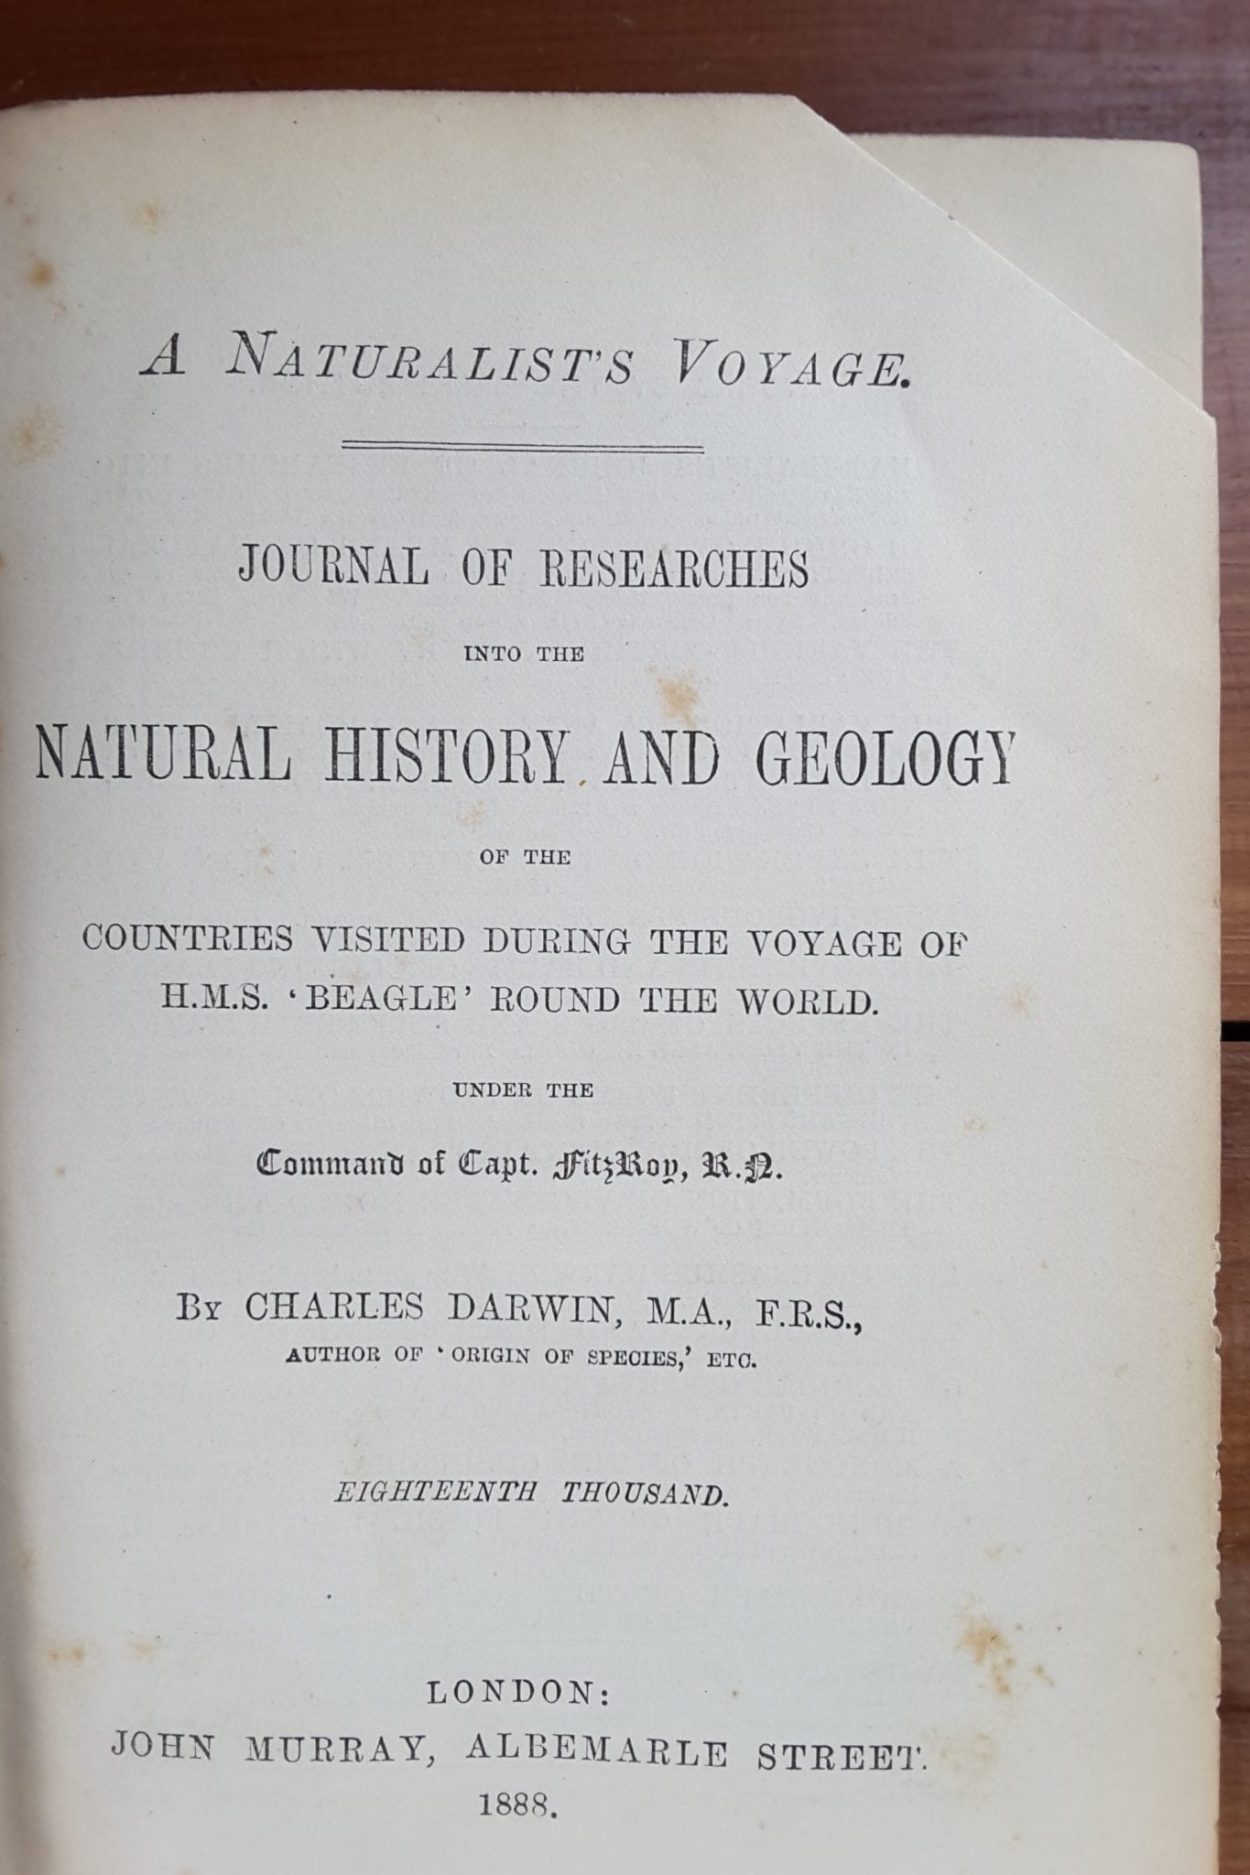 A NATURALIST'S VOYAGE.
JOURNAL OF RESEARCHES
INTO THE
NATURAL HISTORY AND GEOLOGY
OF THE
COUNTRIES VISITED DURING THE VOYAGE OF
H.M.S. ‘BEAGLE’ ROUND THE WORLD.
UNDER THE
Command of Capt. FitzRoy, R.N.
BY CHARLES DARWIN, M.A., F.R.S.,
AUTHOR OF ‘ORIGIN OF SPECIES,’ ETC.
EIGHTEENTH THOUSAND.
LONDON:
JOHN MURRAY, ALBEMARLE STREET.
1888.